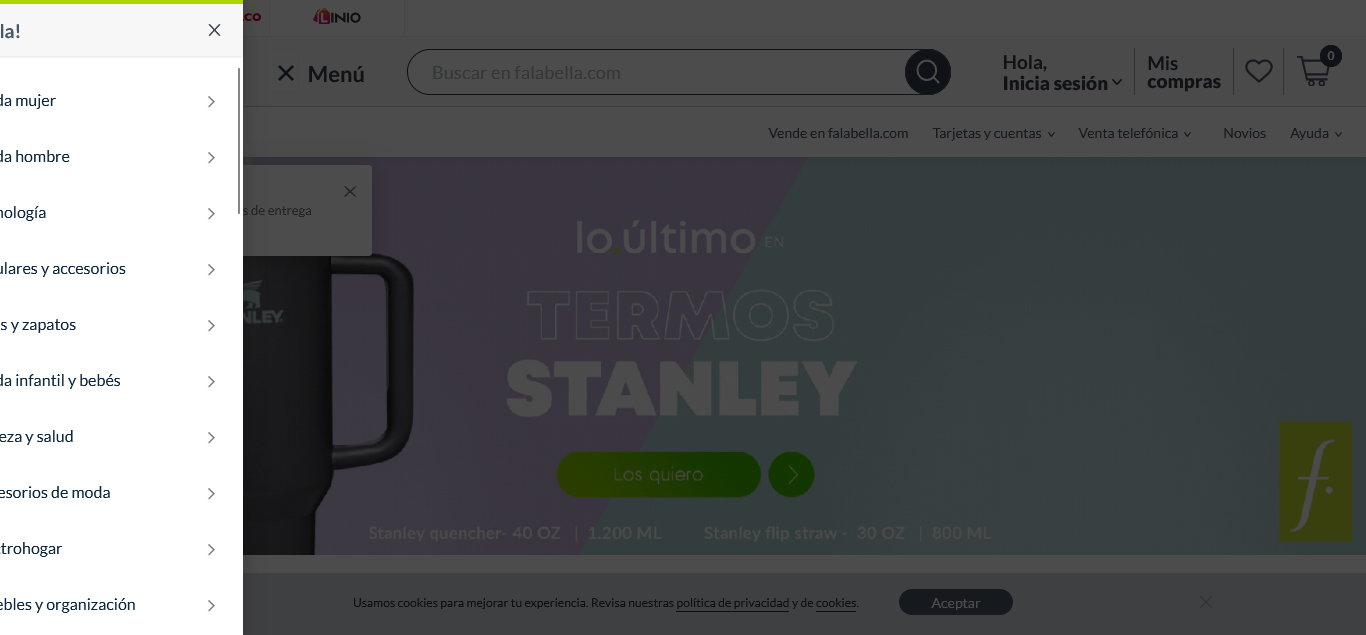 .co
LINIO
la!
Menú
Buscar en falabella.com
Hola,
Inicia sesión
Mis
compras
0
Vende en falabella.com
Tarjetas y cuentas
Venta telefónica
Novios
Ayuda
da mujer
da hombre
nología
ulares y accesorios
s y zapatos
da infantil y bebés
eza y salud
esorios de moda
trohogar
ebles y organización
s de entrega
NLEY
lo.último EN
TERMOS
STANLEY
Los quiero
Stanley quencher- 40 OZ | 1.200 ML
Stanley flip straw - 30 OZ | 800 ML
f.
Usamos cookies para mejorar tu experiencia. Revisa nuestras política de privacidad y de cookies.
Aceptar